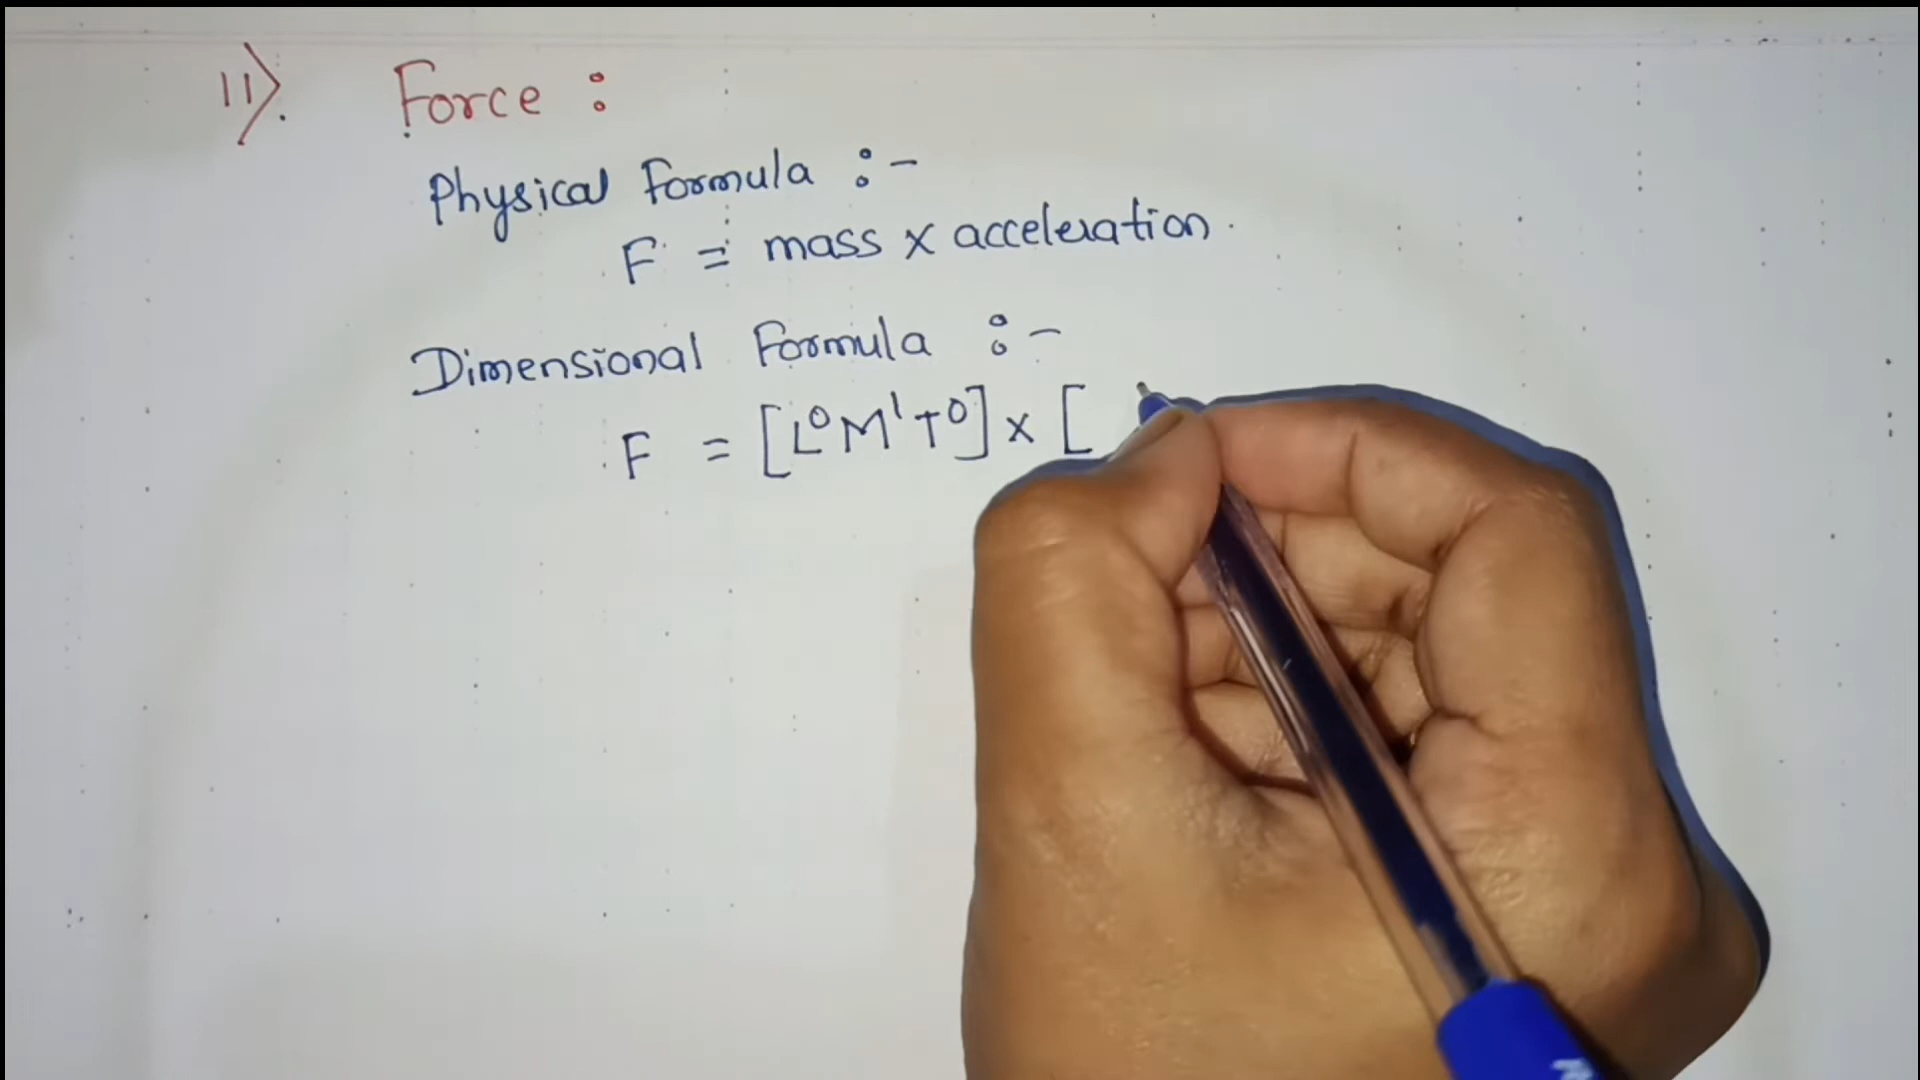 11).   Force :
Physical Formula :-
F = mass x acceleration.
Dimensional Formula :-
F = [L⁰M¹T⁰] x [